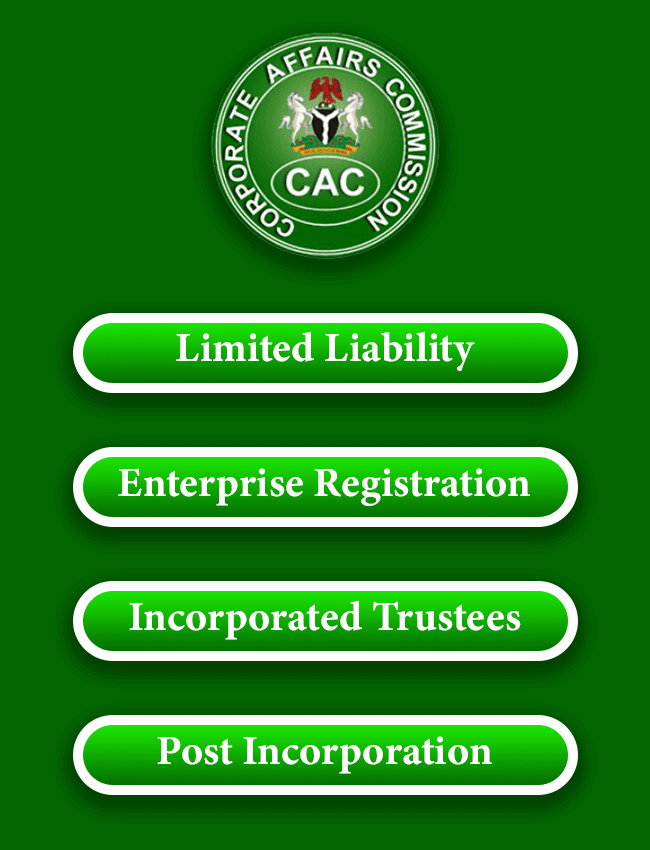 CORPORATE AFFAIRS COMMISSION
CAC
Limited Liability
Enterprise Registration
Incorporated Trustees
Post Incorporation